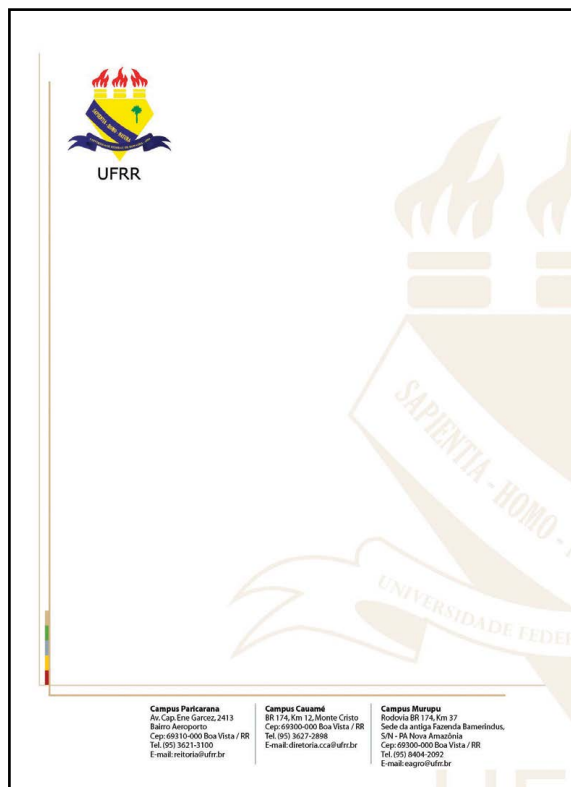 SAPIENTIA - HOMO - NATURA
UFRR
SAPIENTIA - HOMO -
UNIVERSIDADE FEDE
Campus Paricarana
Av. Cap. Ene Garcez, 2413
Bairro Aeroporto
Cep: 69310-000 Boa Vista / RR
Tel. (95) 3621-3100
E-mail: reitoria@ufrr.br
Campus Cauamé
BR 174, Km 12, Monte Cristo
Cep: 69300-000 Boa Vista / RR
Tel. (95) 3627-2898
E-mail: diretoria.cca@ufrr.br
Campus Murupu
Rodovia BR 174, Km 37
Sede da antiga Fazenda Bamerindus,
S/N - PA Nova Amazônia
Cep: 69300-000 Boa Vista / RR
Tel. (95) 8404-2092
E-mail: eagro@ufrr.br
UF